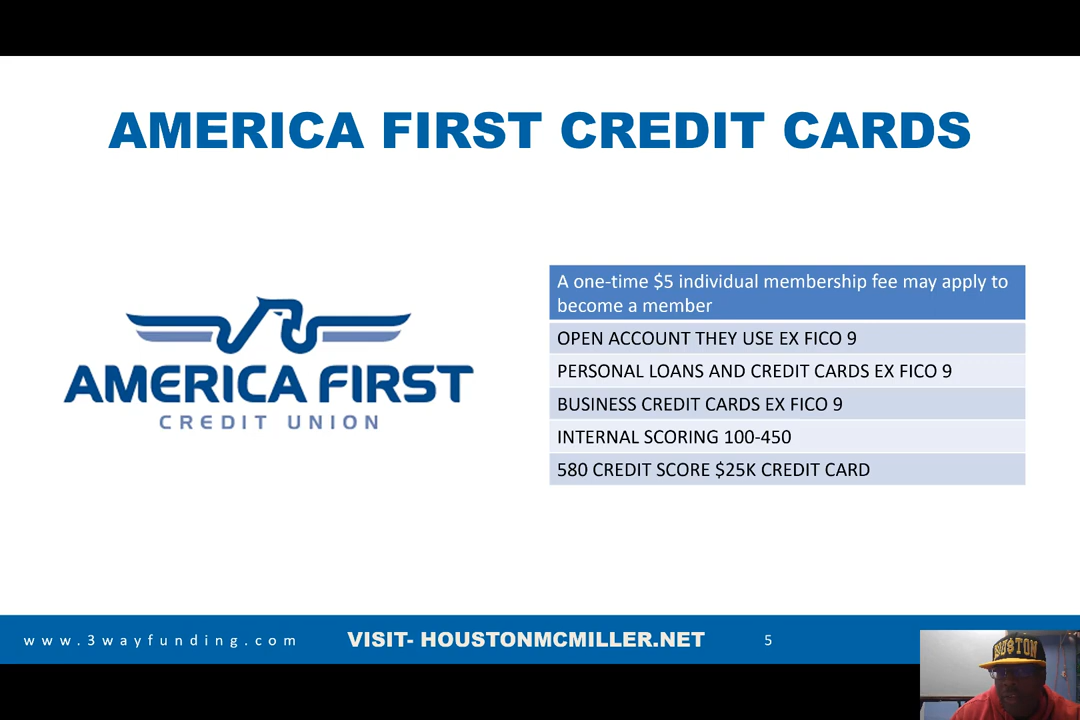 AMERICA FIRST CREDIT CARDS
AMERICA FIRST
CREDIT UNION
A one-time $5 individual membership fee may apply to
become a member
OPEN ACCOUNT THEY USE EX FICO 9
PERSONAL LOANS AND CREDIT CARDS EX FICO 9
BUSINESS CREDIT CARDS EX FICO 9
INTERNAL SCORING 100-450
580 CREDIT SCORE $25K CREDIT CARD
www.3wayfunding.com
VISIT- HOUSTONMCMILLER.NET
5
HOU$TON